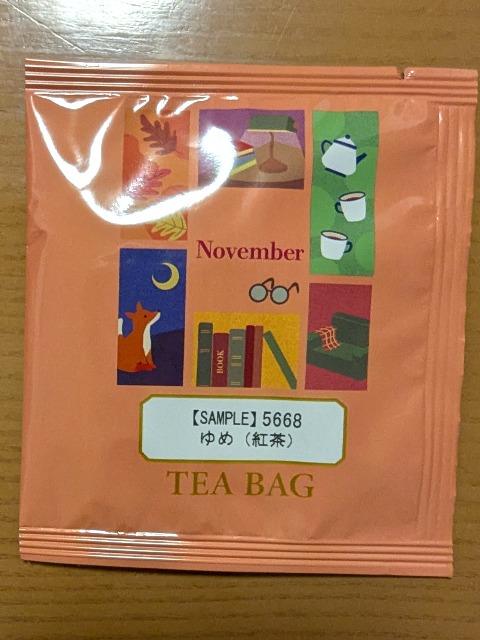 November
BOOK
【SAMPLE】5668
ゆめ（紅茶）
TEA BAG